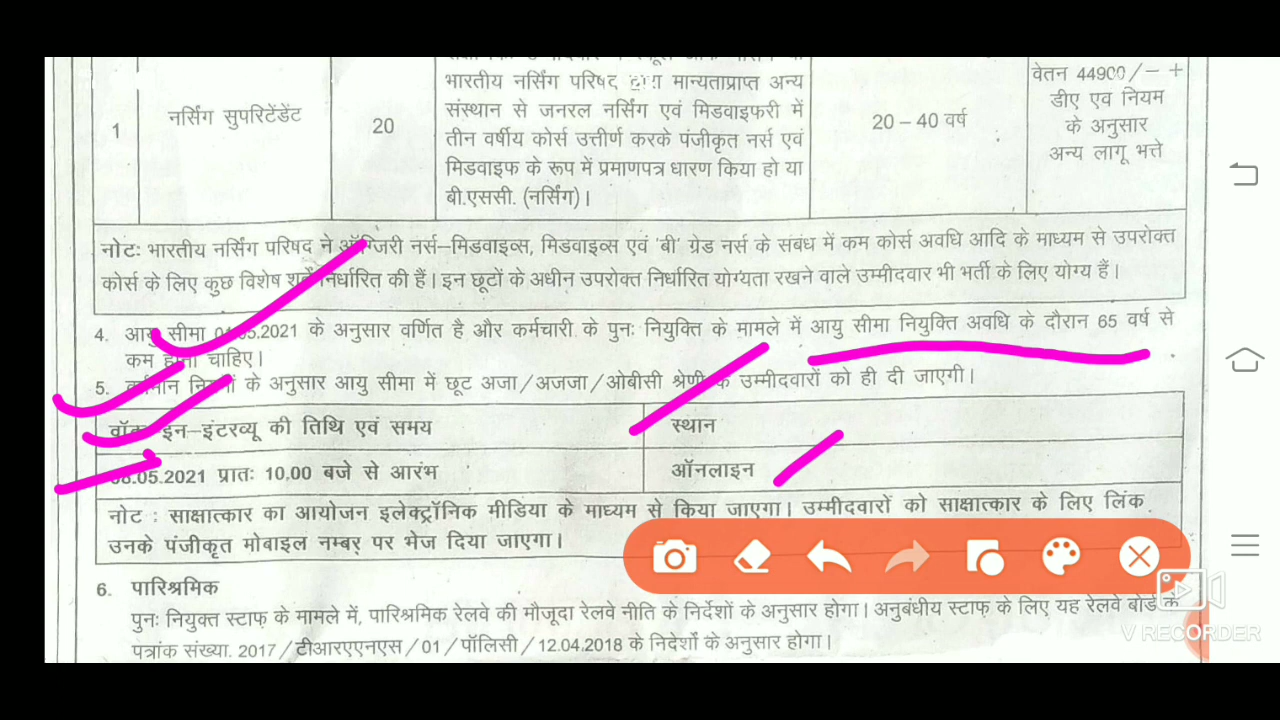 भारतीय नर्सिंग परिषद द्वारा मान्यताप्राप्त अन्य
संस्थान से जनरल नर्सिंग एवं मिडवाइफरी में
तीन वर्षीय कोर्स उत्तीर्ण करके पंजीकृत नर्स एवं
मिडवाइफ के रूप में प्रमाणपत्र धारण किया हो या
बी.एससी. (नर्सिंग)।
1
नर्सिंग सुपरिटेंडेंट
20
20 – 40 वर्ष
वेतन 44900/– +
डीए एवं नियम
के अनुसार
अन्य लागू भत्ते
नोटः भारतीय नर्सिंग परिषद ने ऑग्जिरी नर्स–मिडवाइव्स, मिडवाइव्स एवं 'बी' ग्रेड नर्स के संबंध में कम कोर्स अवधि आदि के माध्यम से उपरोक्त
कोर्स के लिए कुछ विशेष शर्तें निर्धारित की हैं। इन छूटों के अधीन उपरोक्त निर्धारित योग्यता रखने वाले उम्मीदवार भी भर्ती के लिए योग्य हैं।
4. आयु सीमा 01.05.2021 के अनुसार वर्णित है और कर्मचारी के पुनः नियुक्ति के मामले में आयु सीमा नियुक्ति अवधि के दौरान 65 वर्ष से
कम होना चाहिए।
5. वर्तमान नियमों के अनुसार आयु सीमा में छूट अजा/अजजा/ओबीसी श्रेणी के उम्मीदवारों को ही दी जाएगी।
वॉक–इन–इंटरव्यू की तिथि एवं समय
स्थान
08.05.2021 प्रातः 10.00 बजे से आरंभ
ऑनलाइन
नोट : साक्षात्कार का आयोजन इलेक्ट्रॉनिक मीडिया के माध्यम से किया जाएगा। उम्मीदवारों को साक्षात्कार के लिए लिंक
उनके पंजीकृत मोबाइल नम्बर पर भेज दिया जाएगा।
6. पारिश्रमिक
पुनः नियुक्त स्टाफ के मामले में, पारिश्रमिक रेलवे की मौजूदा रेलवे नीति के निर्देशों के अनुसार होगा। अनुबंधीय स्टाफ के लिए यह रेलवे बोर्ड के
पत्रांक संख्या. 2017/टीआरएएनएस/01/पॉलिसी/12.04.2018 के निदेर्शों के अनुसार होगा।
V RECORDER